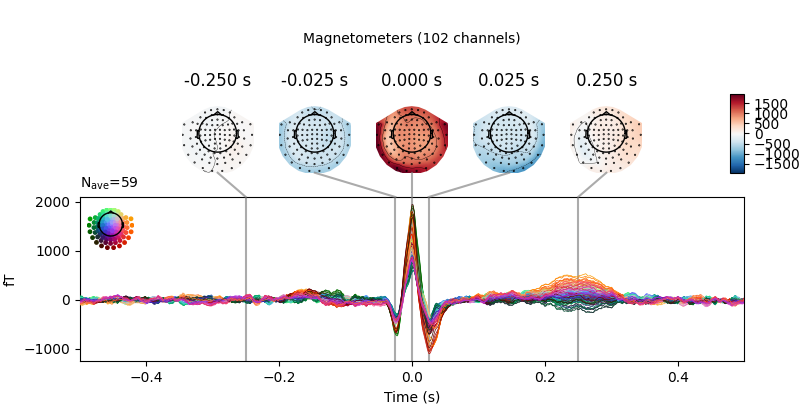 Magnetometers (102 channels)
-0.250 s -0.025 s 0.000 s 0.025 s 0.250 s
1500
1000
500
0
−500
−1000
−1500
Nave=59
2000
1000
0
−1000
fT
−0.4 −0.2 0.0 0.2 0.4
Time (s)